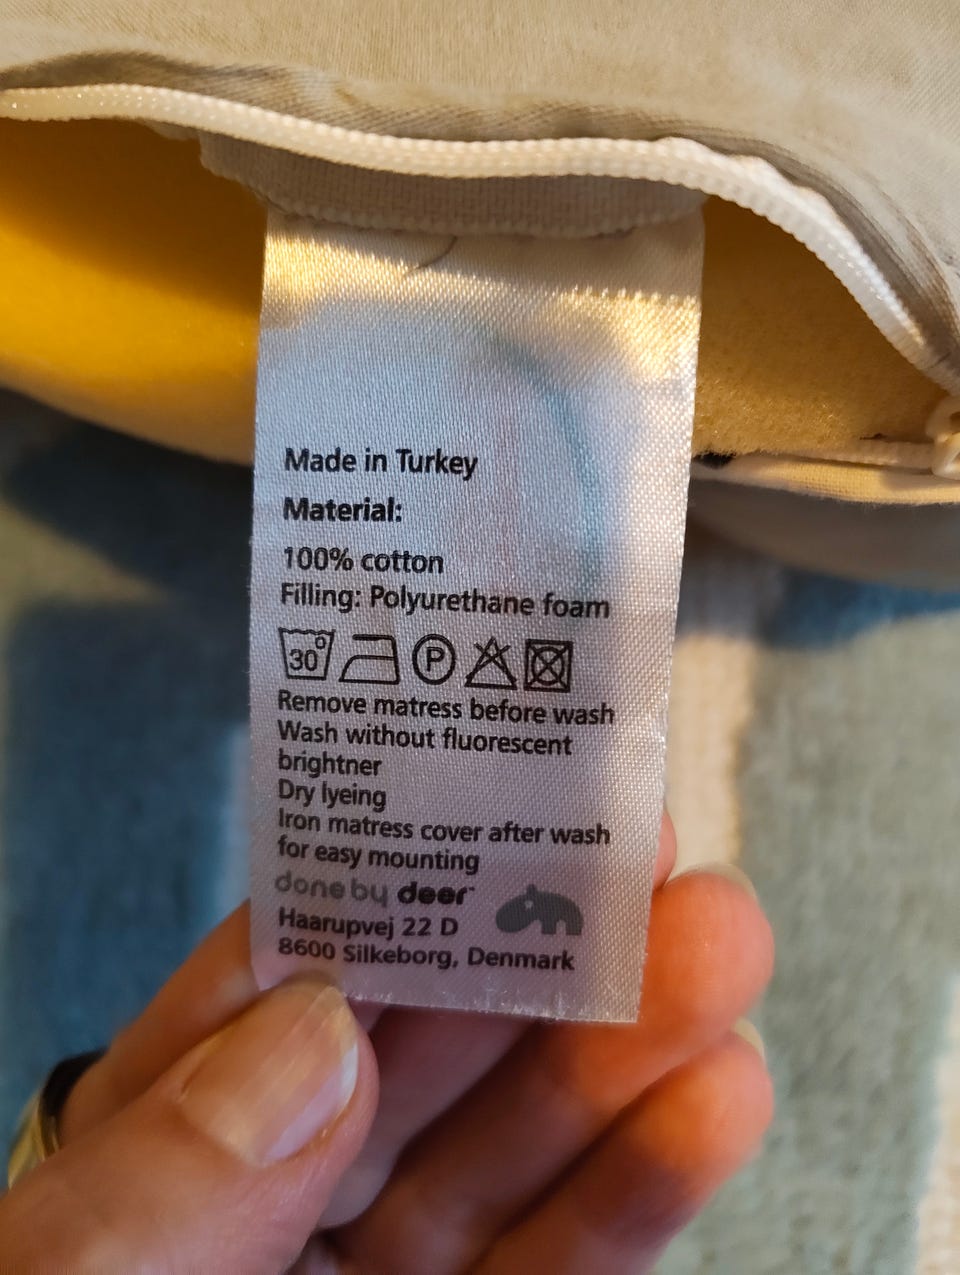 Made in Turkey
Material:
100% cotton
Filling: Polyurethane foam
30° P
Remove matress before wash
Wash without fluorescent
brightner
Dry lyeing
Iron matress cover after wash
for easy mounting
done by deer™
Haarupvej 22 D
8600 Silkeborg, Denmark